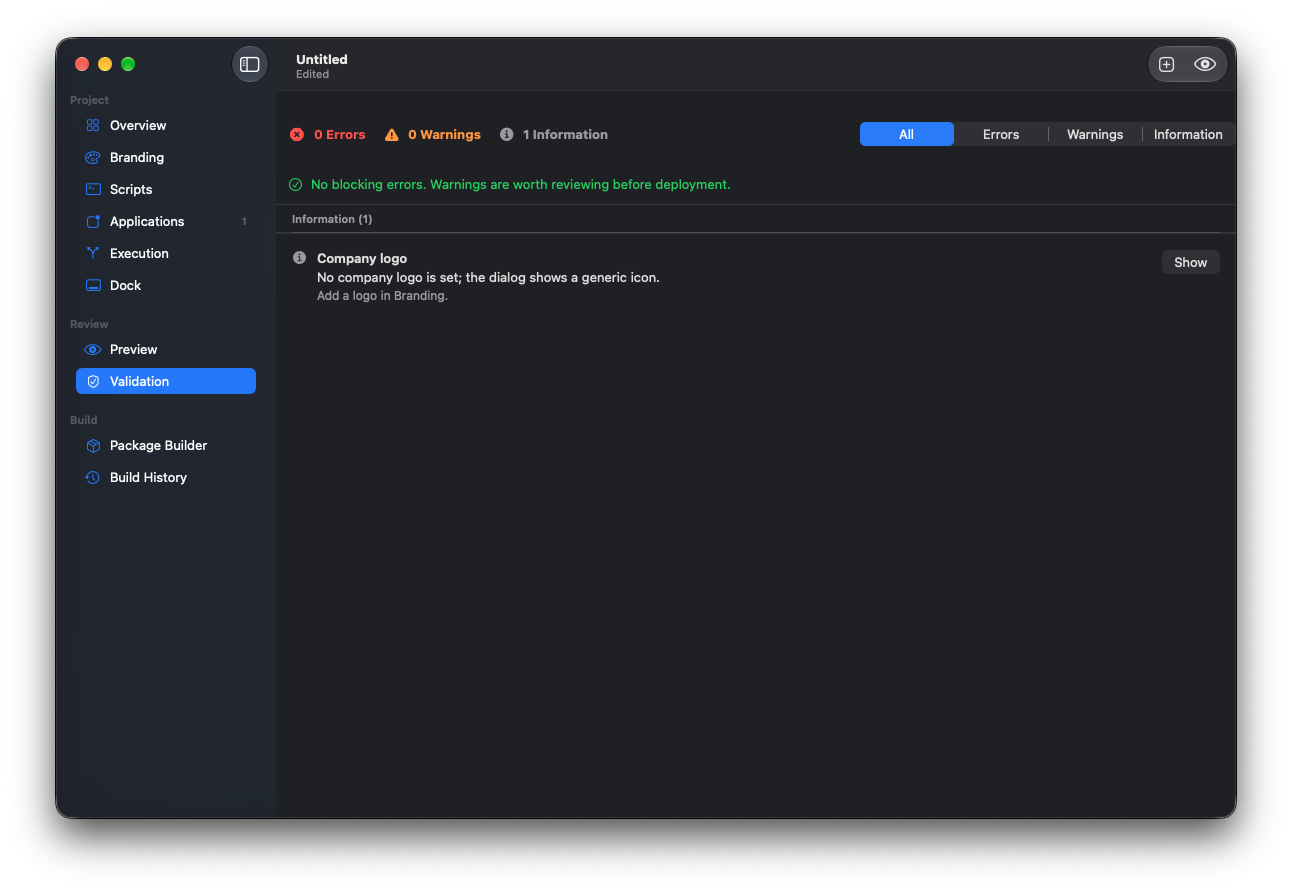 Untitled
Edited
Project
Overview
Branding
Scripts
Applications 1
Execution
Dock
Review
Preview
Validation
Build
Package Builder
Build History
0 Errors 0 Warnings 1 Information
All Errors Warnings Information
No blocking errors. Warnings are worth reviewing before deployment.
Information (1)
Company logo
No company logo is set; the dialog shows a generic icon.
Add a logo in Branding.
Show